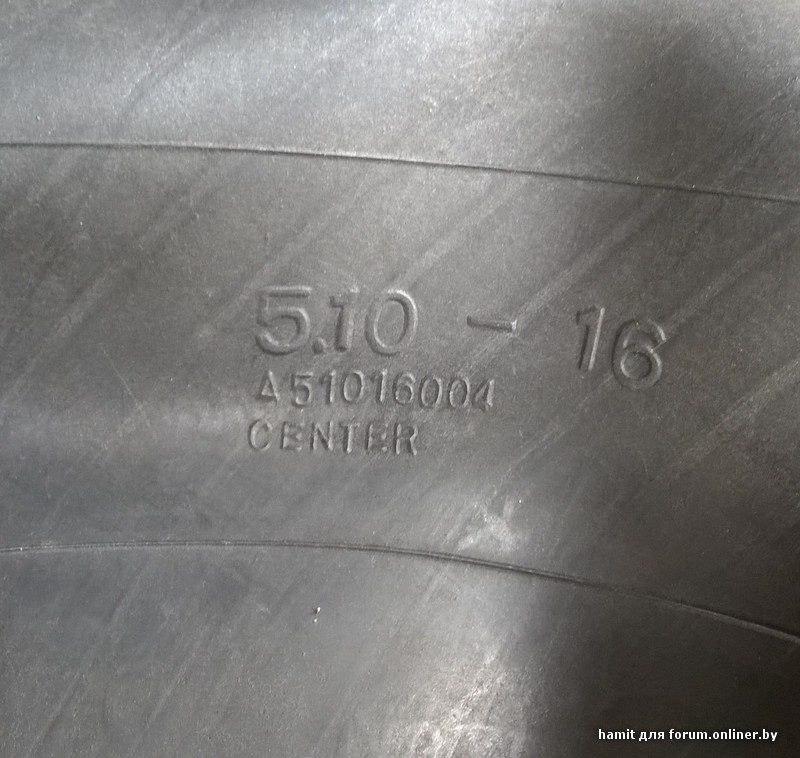 5.10 - 16
A51016004
CENTER
hamit для forum.onliner.by